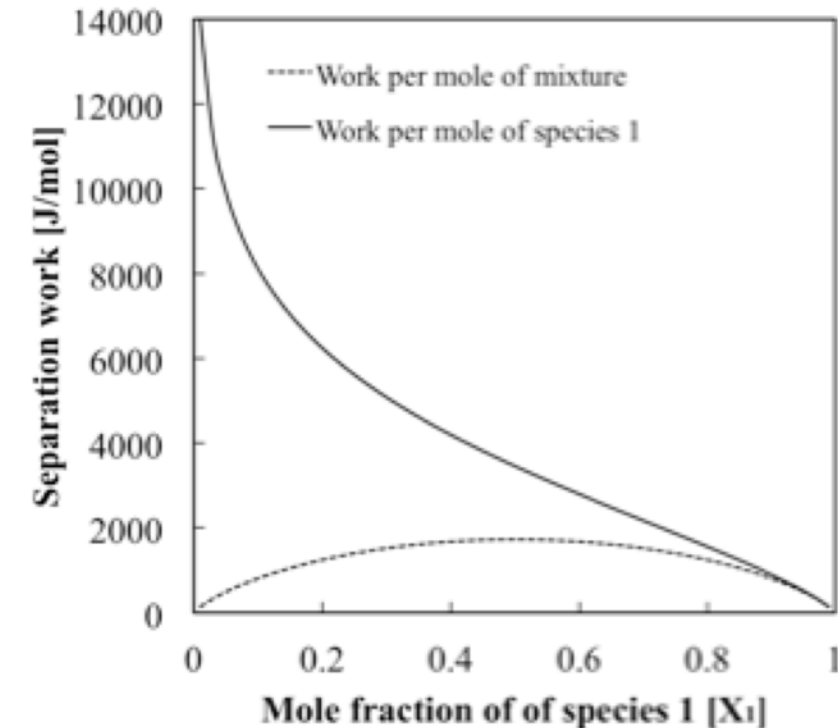 14000
12000
10000
8000
6000
4000
2000
0
Separation work [J/mol]
Work per mole of mixture
Work per mole of species 1
0 0.2 0.4 0.6 0.8 1
Mole fraction of of species 1 [X₁]